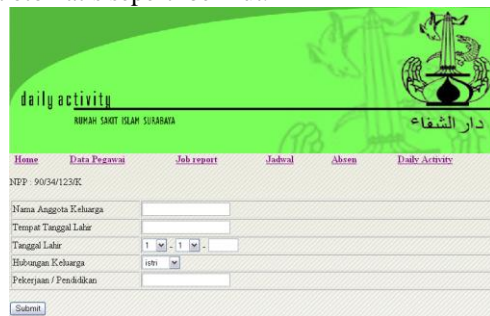 daily activity
RUMAH SAKIT ISLAM SURABAYA
دار الشفاء
Home Data Pegawai Job report Jadwal Absen Daily Activity
NPP : 90/34/123/K
Nama Anggota Keluarga
Tempat Tanggal Lahir
Tanggal Lahir 1 - 1 -
Hubungan Keluarga istri
Pekerjaan / Pendidikan
Submit